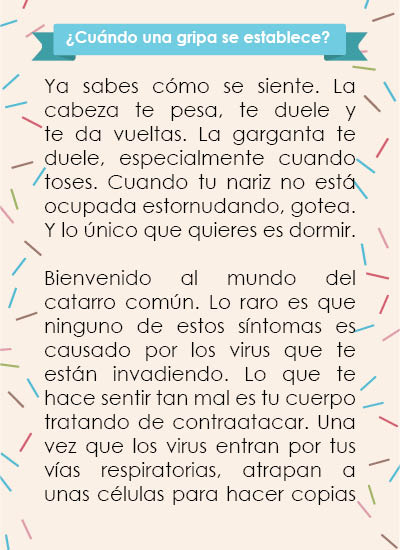 ¿Cuándo una gripa se establece?
Ya sabes cómo se siente. La
cabeza te pesa, te duele y
te da vueltas. La garganta te
duele, especialmente cuando
toses. Cuando tu nariz no está
ocupada estornudando, gotea.
Y lo único que quieres es dormir.
Bienvenido al mundo del
catarro común. Lo raro es que
ninguno de estos síntomas es
causado por los virus que te
están invadiendo. Lo que te
hace sentir tan mal es tu cuerpo
tratando de contraatacar. Una
vez que los virus entran por tus
vías respiratorias, atrapan a
unas células para hacer copias